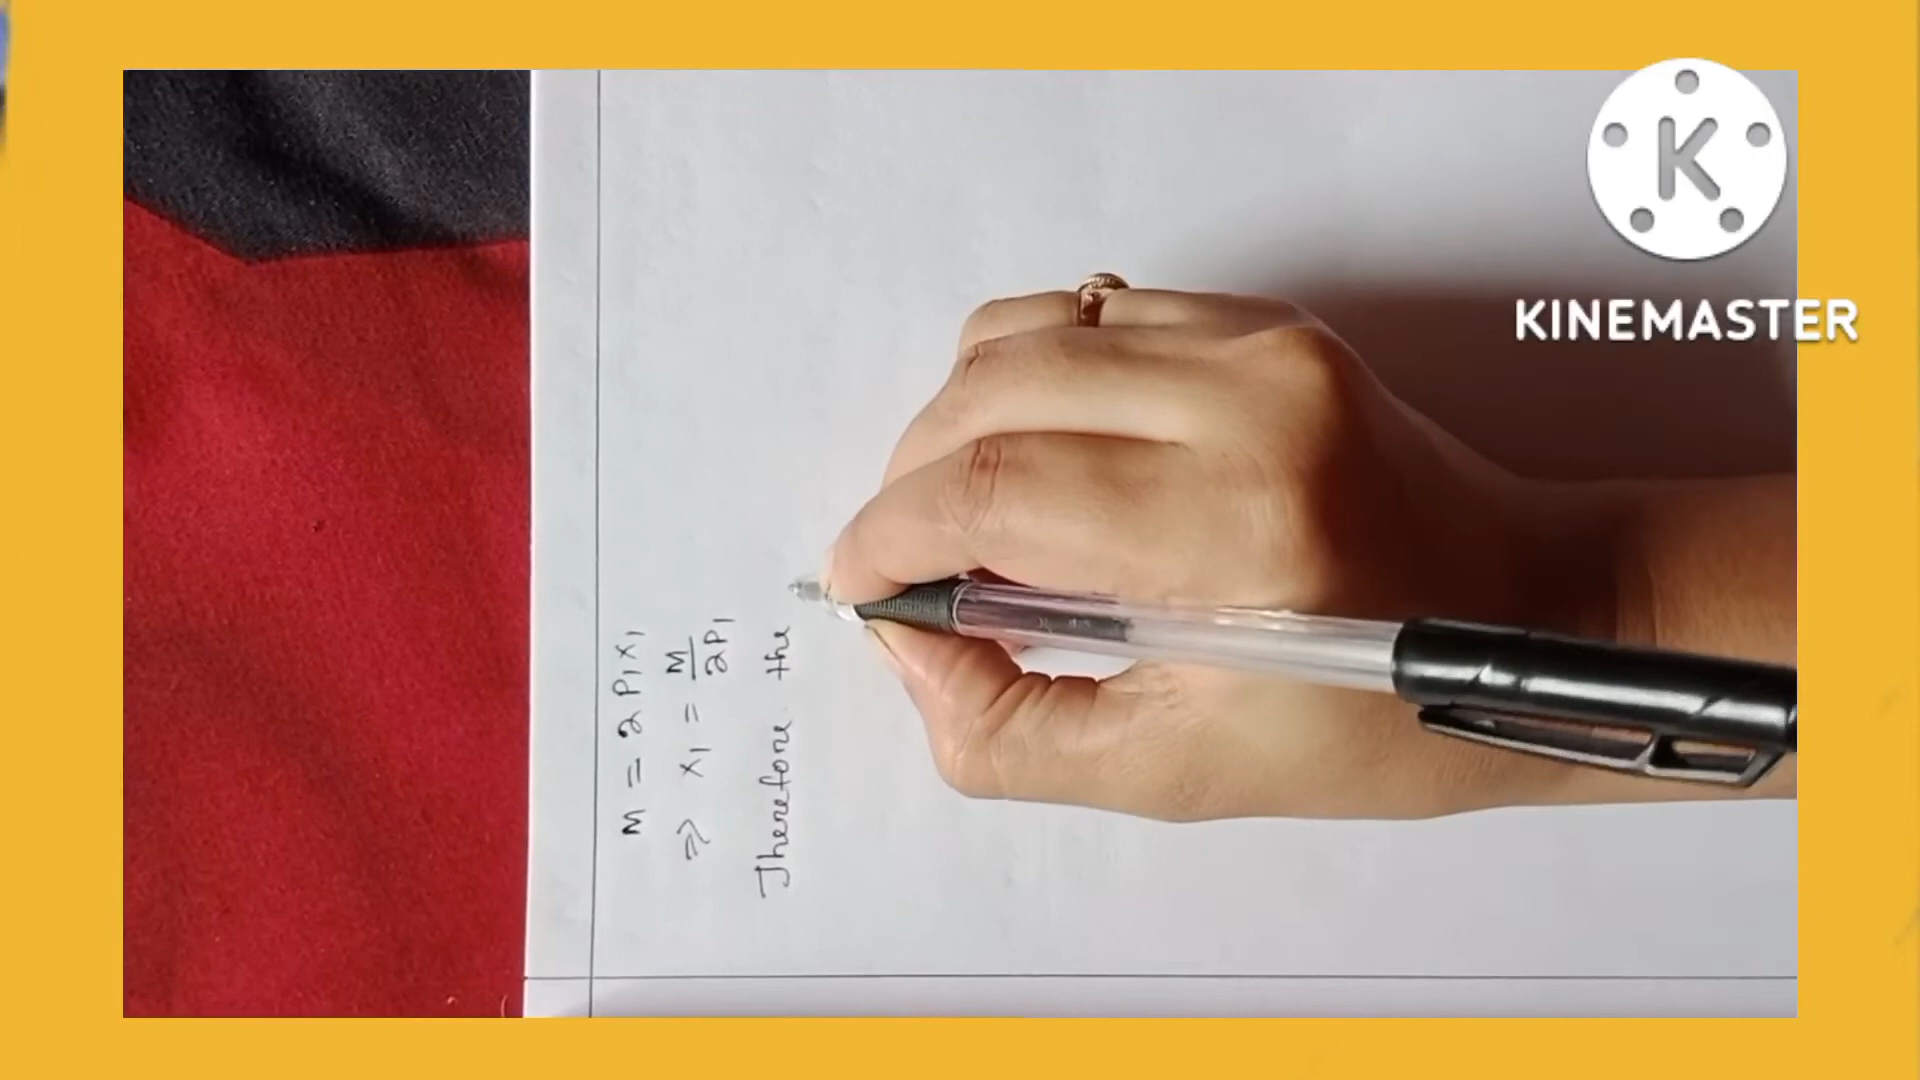 M = 2P₁x₁
⇒ x₁ = M/2P₁
Therefore the
K
KINEMASTER